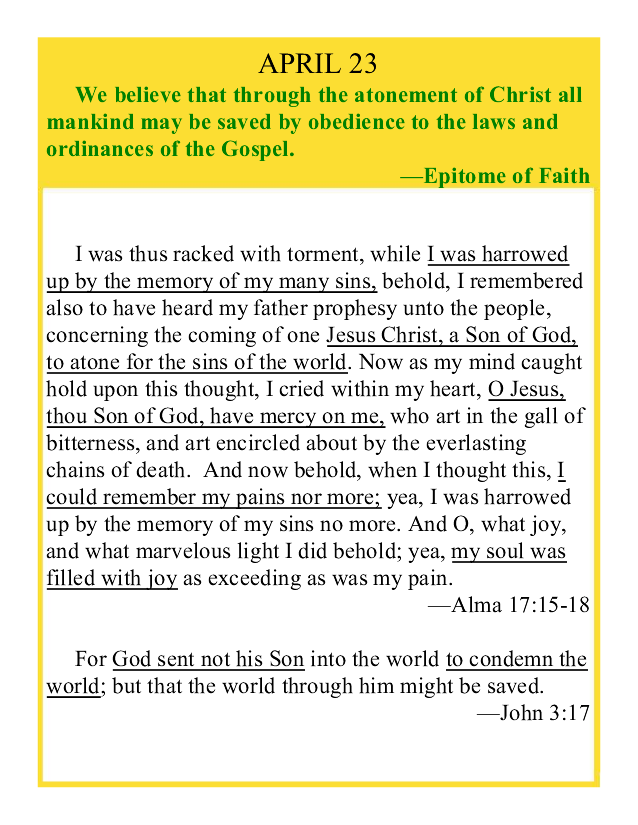 APRIL 23
We believe that through the atonement of Christ all
mankind may be saved by obedience to the laws and
ordinances of the Gospel.
—Epitome of Faith
I was thus racked with torment, while I was harrowed
up by the memory of my many sins, behold, I remembered
also to have heard my father prophesy unto the people,
concerning the coming of one Jesus Christ, a Son of God,
to atone for the sins of the world. Now as my mind caught
hold upon this thought, I cried within my heart, O Jesus,
thou Son of God, have mercy on me, who art in the gall of
bitterness, and art encircled about by the everlasting
chains of death.  And now behold, when I thought this, I
could remember my pains nor more; yea, I was harrowed
up by the memory of my sins no more. And O, what joy,
and what marvelous light I did behold; yea, my soul was
filled with joy as exceeding as was my pain.
—Alma 17:15-18
For God sent not his Son into the world to condemn the
world; but that the world through him might be saved.
—John 3:17